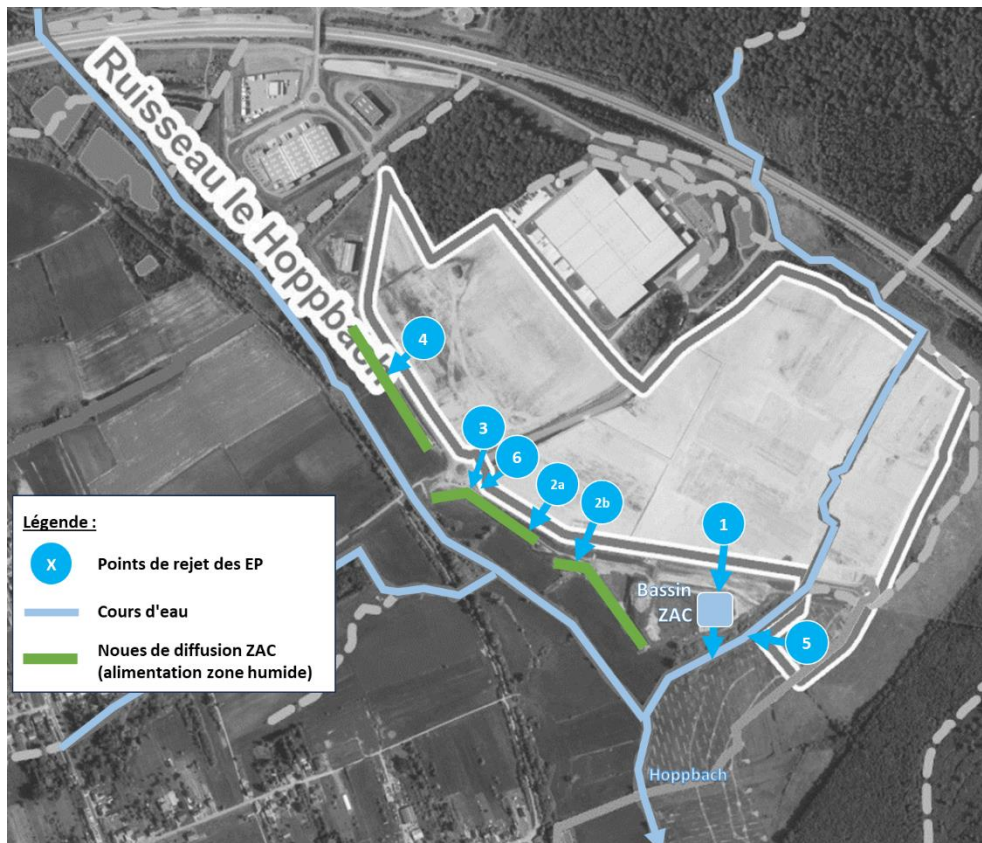 Ruisseau le Hoppbach
4
3
6
2a
2b
1
Bassin
ZAC
5
Hoppbach
Légende :
X Points de rejet des EP
Cours d'eau
Noues de diffusion ZAC
(alimentation zone humide)